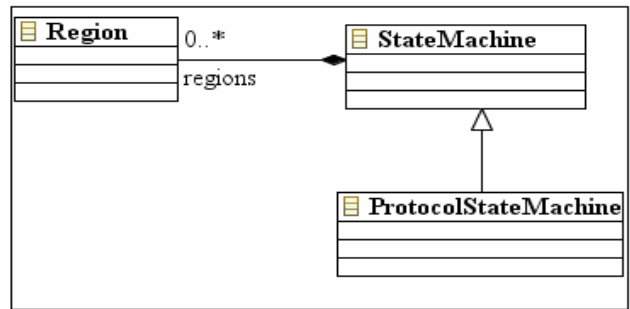 Region
0..*
StateMachine
regions
ProtocolStateMachine